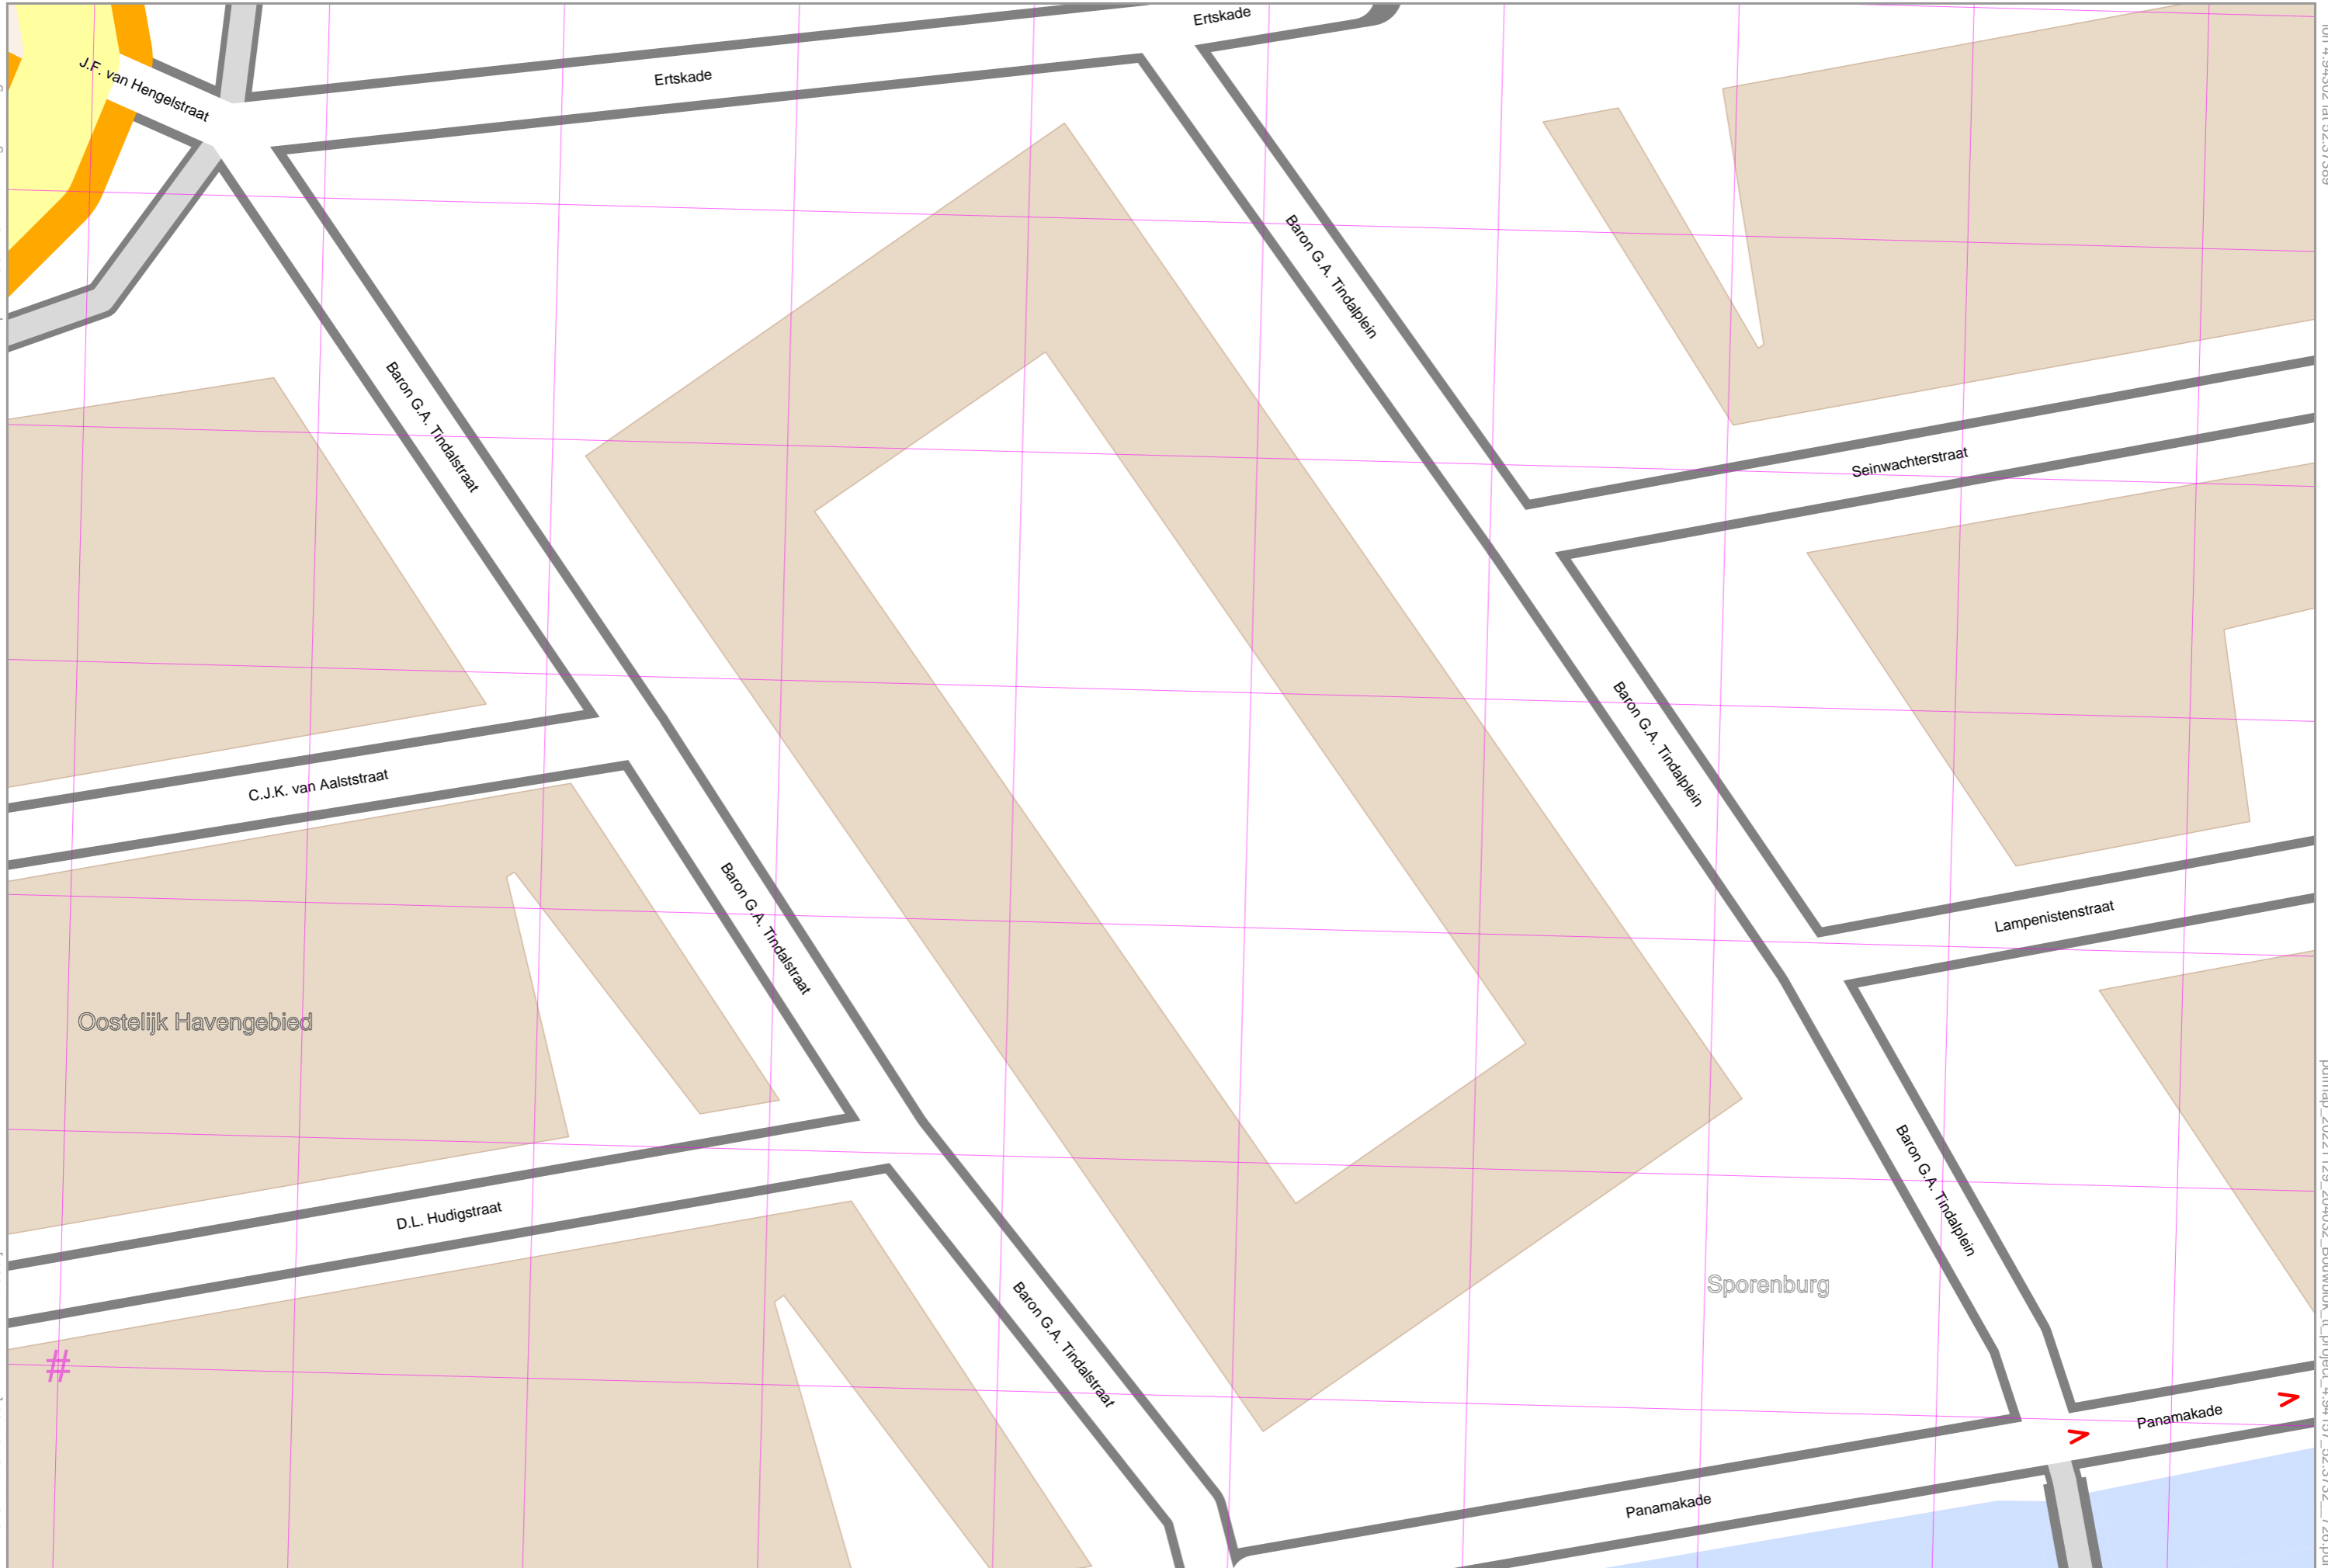 Ertskade
J.F. van Hengelstraat
Ertskade
Baron G.A. Tindalplein
Baron G.A. Tindalstraat
Seinwachterstraat
Baron G.A. Tindalplein
C.J.K. van Aalststraat
Baron G.A. Tindalstraat
Lampenistenstraat
Oostelijk Havengebied
Baron G.A. Tindalplein
D.L. Hudigstraat
Sporenburg
Baron G.A. Tindalstraat
#
>
Panamakade
>
Panamakade